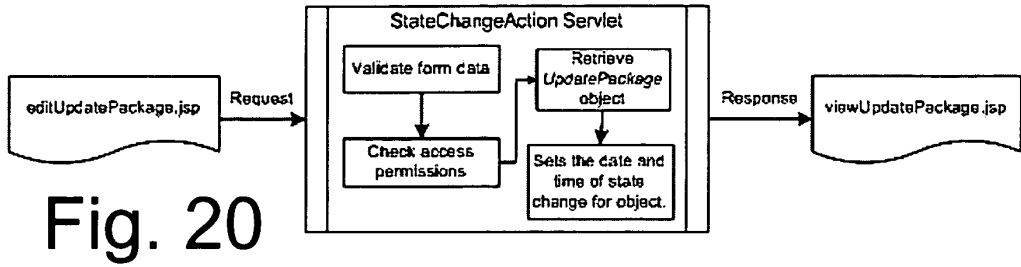 StateChangeAction Servlet
editUpdatePackage.jsp
Request
Validate form data
Check access
permissions
Retrieve
UpdatePackage
object
Sets the date and
time of state
change for object.
Response
viewUpdatePackage.jsp
Fig. 20